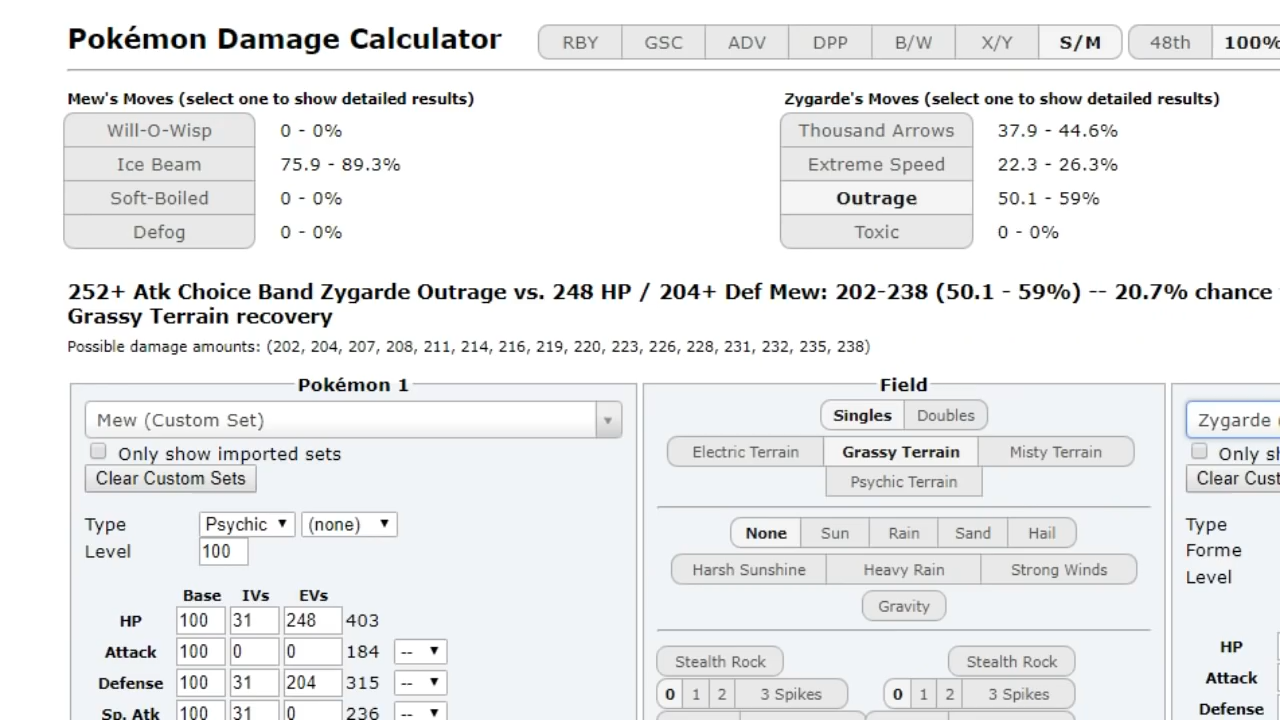 Pokémon Damage Calculator RBY GSC ADV DPP B/W X/Y S/M 48th 100%
Mew's Moves (select one to show detailed results) Zygarde's Moves (select one to show detailed results)
Will-O-Wisp 0 - 0% Thousand Arrows 37.9 - 44.6%
Ice Beam 75.9 - 89.3% Extreme Speed 22.3 - 26.3%
Soft-Boiled 0 - 0% Outrage 50.1 - 59%
Defog 0 - 0% Toxic 0 - 0%
252+ Atk Choice Band Zygarde Outrage vs. 248 HP / 204+ Def Mew: 202-238 (50.1 - 59%) -- 20.7% chance
Grassy Terrain recovery
Possible damage amounts: (202, 204, 207, 208, 211, 214, 216, 219, 220, 223, 226, 228, 231, 232, 235, 238)
Pokémon 1 Field
Mew (Custom Set) Singles Doubles Zygarde
Only show imported sets Electric Terrain Grassy Terrain Misty Terrain Only sh
Clear Custom Sets Psychic Terrain Clear Cust
Type Psychic (none) None Sun Rain Sand Hail Type
Level 100 Forme
Harsh Sunshine Heavy Rain Strong Winds Level
Base IVs EVs Gravity
HP 100 31 248 403 HP
Attack 100 0 0 184 -- Stealth Rock Stealth Rock Attack
Defense 100 31 204 315 -- 0 1 2 3 Spikes 0 1 2 3 Spikes Defense
Sp. Atk 100 31 0 236 --